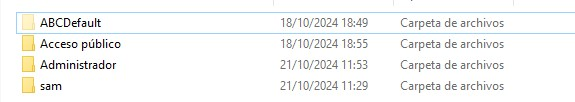 ABCDefault 18/10/2024 18:49 Carpeta de archivos
Acceso público 18/10/2024 18:55 Carpeta de archivos
Administrador 21/10/2024 11:53 Carpeta de archivos
sam 21/10/2024 11:29 Carpeta de archivos